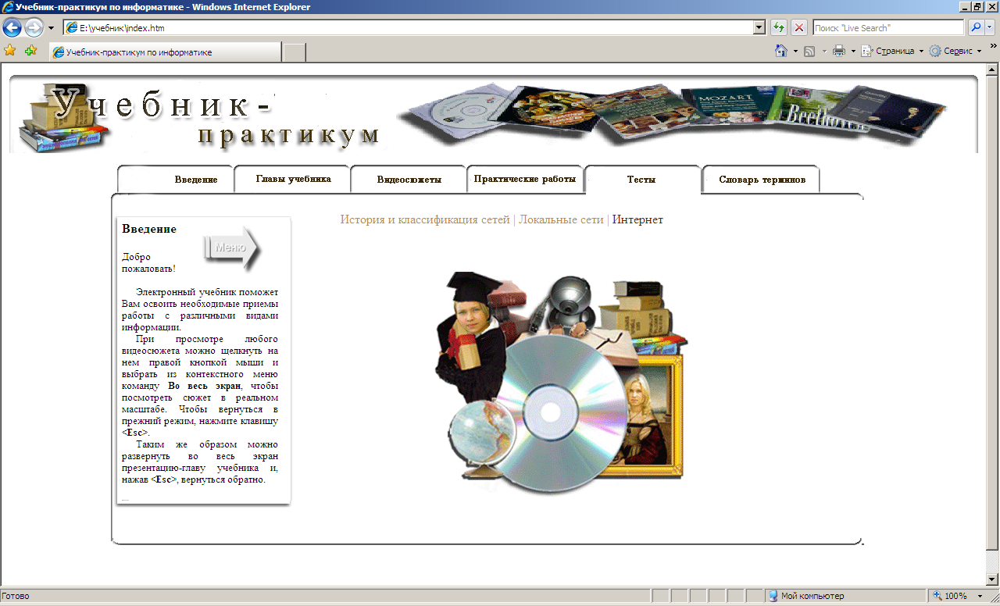 Учебник-практикум по информатике - Windows Internet Explorer
E:\учебник\index.htm
Поиск "Live Search"
Учебник-практикум по информатике
Страница
Сервис
Учебник-
практикум
MOZART
Beethoven
Введение
Главы учебника
Видеосюжеты
Практические работы
Тесты
Словарь терминов
История и классификация сетей | Локальные сети | Интернет
Введение
Меню
Добро
пожаловать!
Электронный учебник поможет
Вам освоить необходимые приемы
работы с различными видами
информации.
При просмотре любого
видеосюжета можно щелкнуть на
нем правой кнопкой мыши и
выбрать из контекстного меню
команду Во весь экран, чтобы
посмотреть сюжет в реальном
масштабе. Чтобы вернуться в
прежний режим, нажмите клавишу
<Esc>.
Таким же образом можно
развернуть во весь экран
презентацию-главу учебника и,
нажав <Esc>, вернуться обратно.
Готово
Мой компьютер
100%